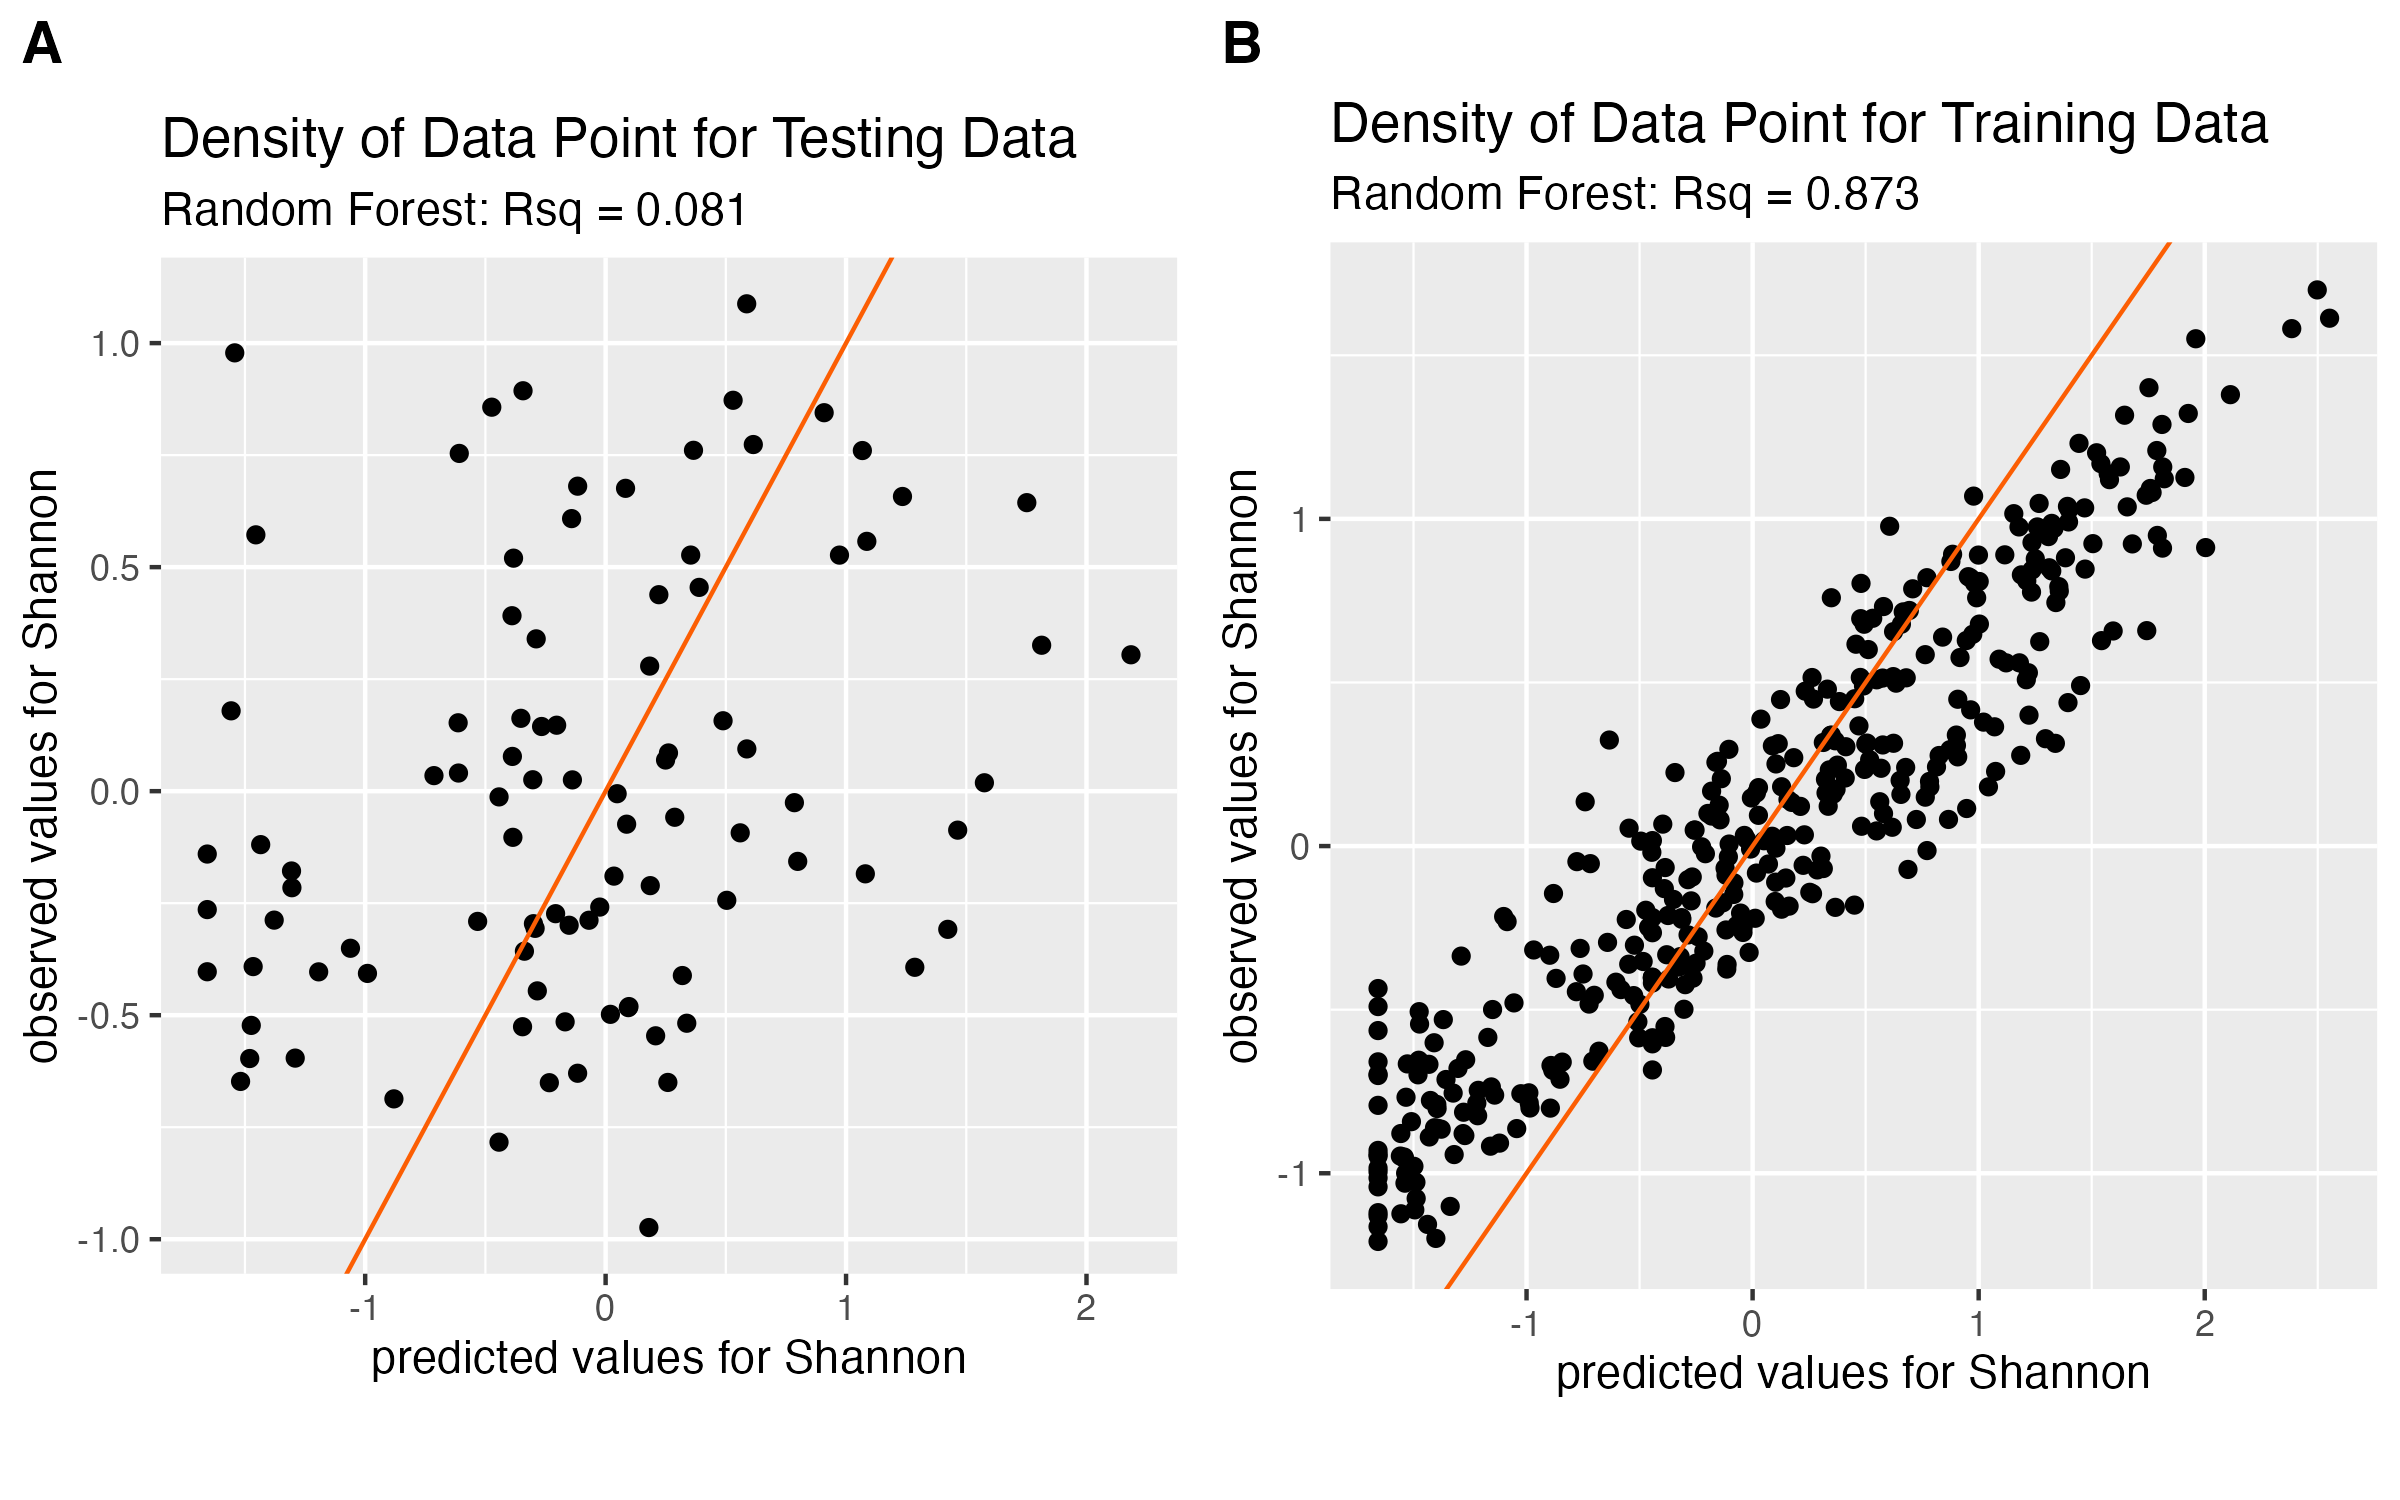 A
Density of Data Point for Testing Data
Random Forest: Rsq = 0.081
observed values for Shannon
1.0
0.5
0.0
-0.5
-1.0
-1 0 1 2
predicted values for Shannon
B
Density of Data Point for Training Data
Random Forest: Rsq = 0.873
observed values for Shannon
1
0
-1
-1 0 1 2
predicted values for Shannon